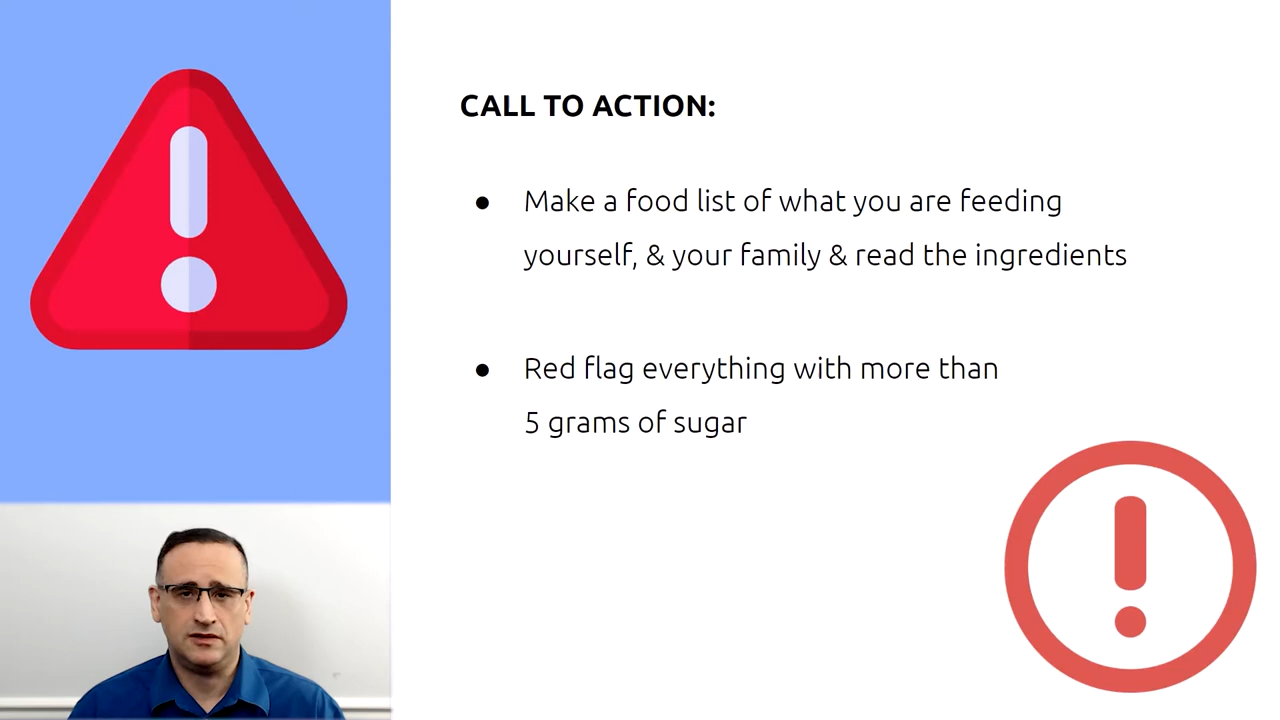 CALL TO ACTION:
● Make a food list of what you are feeding
yourself, & your family & read the ingredients
● Red flag everything with more than
5 grams of sugar